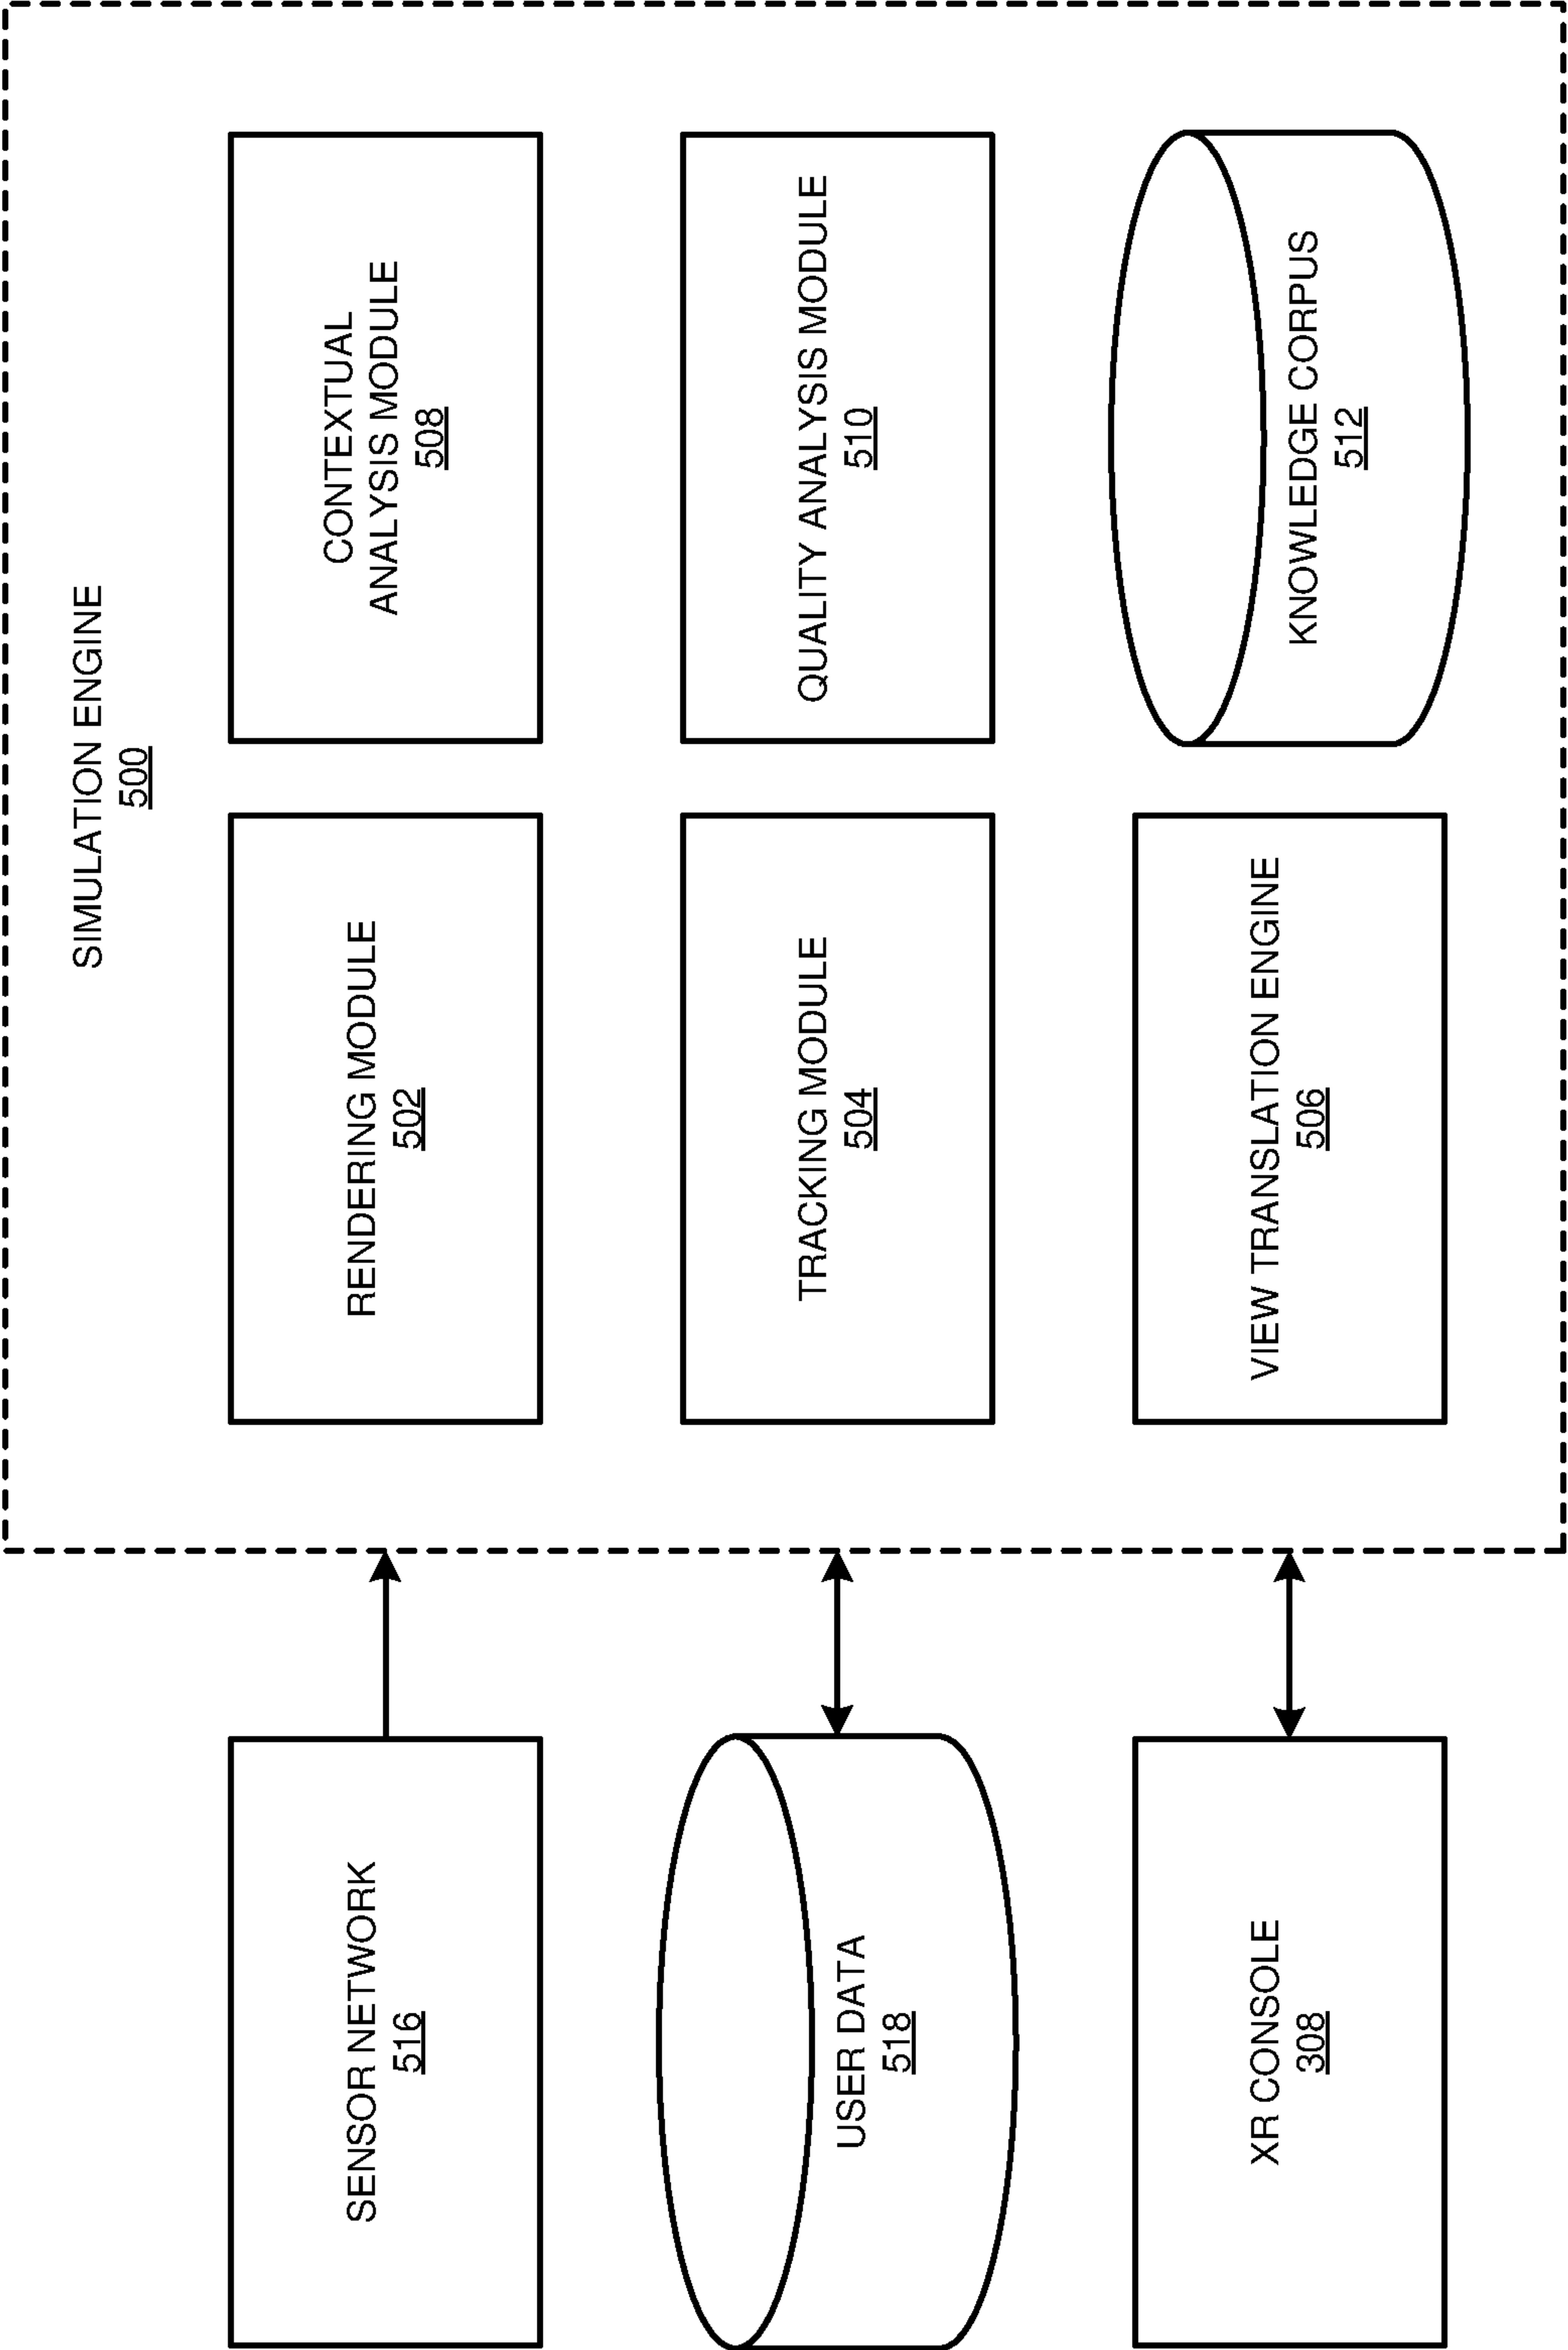 SIMULATION ENGINE
500
SENSOR NETWORK
516
RENDERING MODULE
502
CONTEXTUAL
ANALYSIS MODULE
508
USER DATA
518
TRACKING MODULE
504
QUALITY ANALYSIS MODULE
510
XR CONSOLE
308
VIEW TRANSLATION ENGINE
506
KNOWLEDGE CORPUS
512